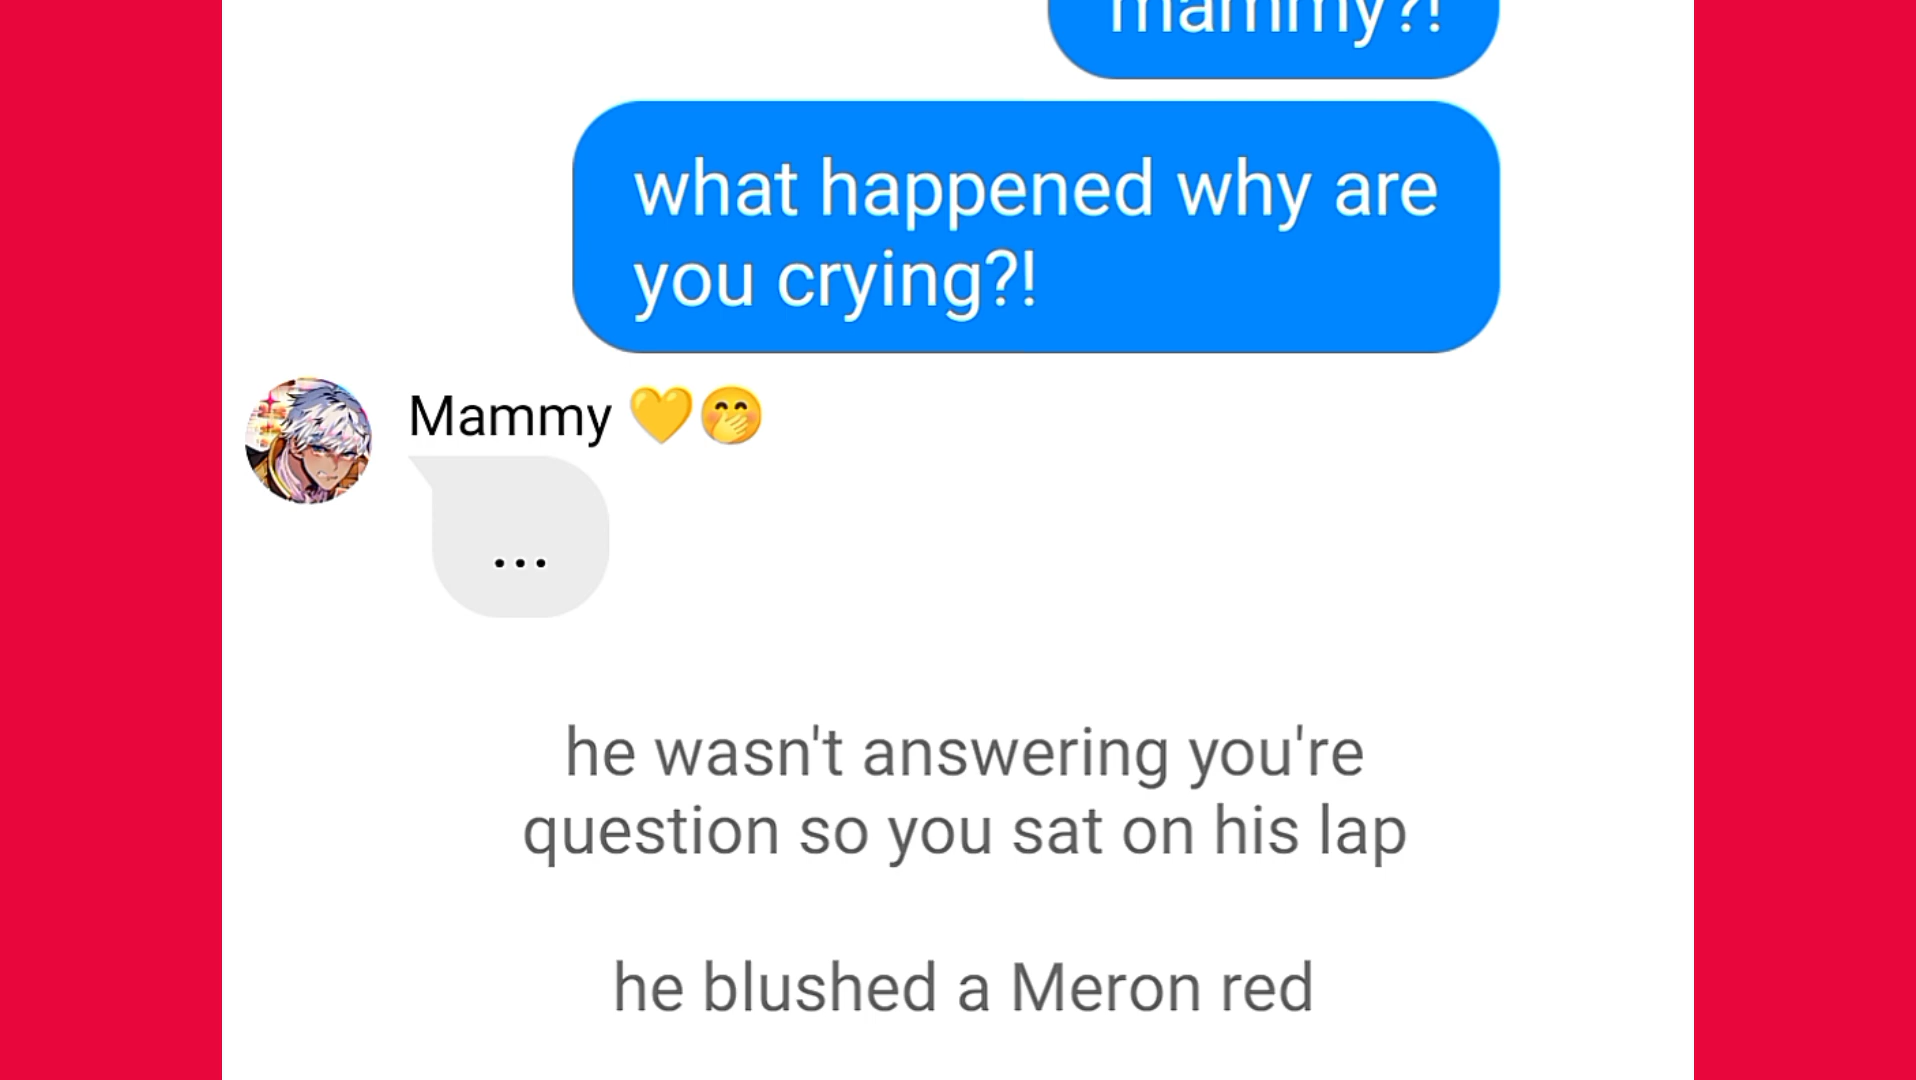 mammy?!
what happened why are
you crying?!
Mammy 💛🤭
...
he wasn't answering you're
question so you sat on his lap
he blushed a Meron red